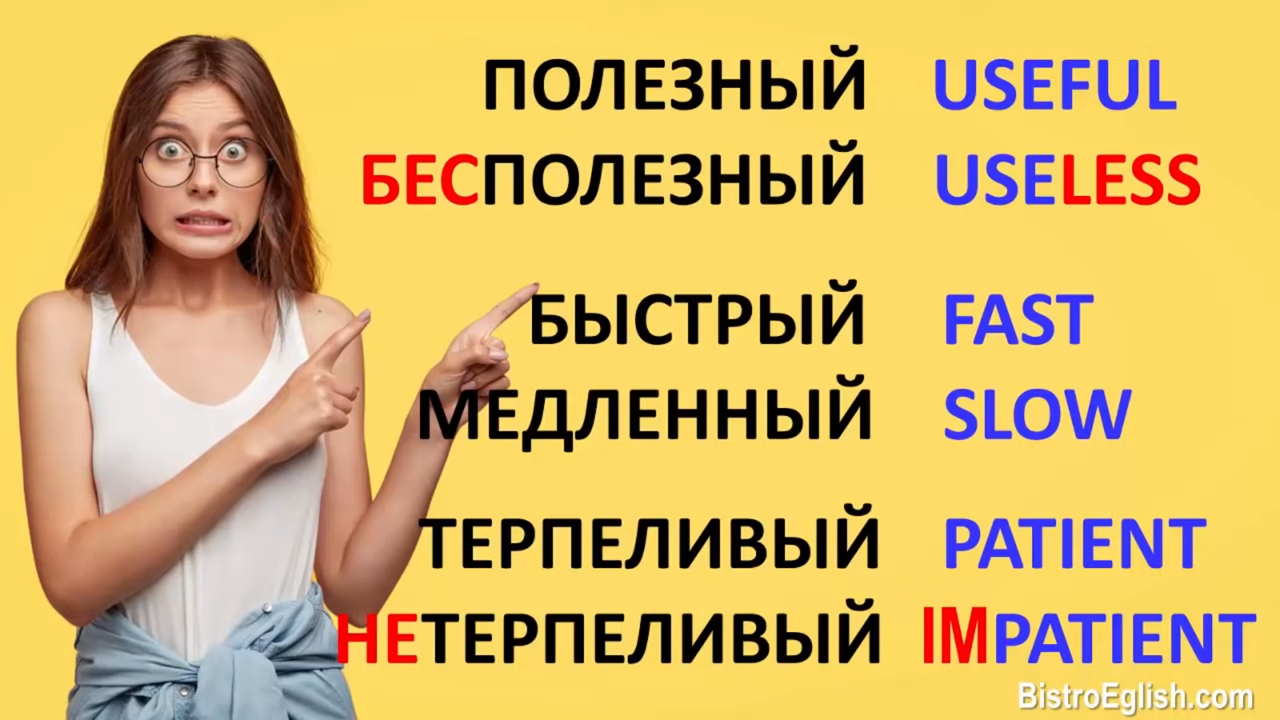 ПОЛЕЗНЫЙ USEFUL
БЕСПОЛЕЗНЫЙ USELESS
БЫСТРЫЙ FAST
МЕДЛЕННЫЙ SLOW
ТЕРПЕЛИВЫЙ PATIENT
НЕТЕРПЕЛИВЫЙ IMPATIENT
BistroEglish.com